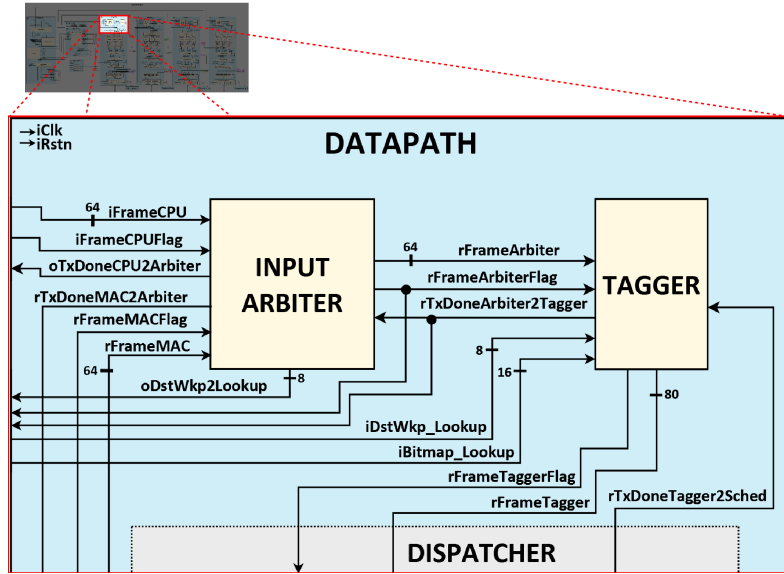 iClk
iRstn
DATAPATH
64
iFrameCPU
iFrameCPUFlag
oTxDoneCPU2Arbiter
rTxDoneMAC2Arbiter
rFrameMACFlag
rFrameMAC
64
INPUT
ARBITER
8
oDstWkp2Lookup
64
rFrameArbiter
rFrameArbiterFlag
rTxDoneArbiter2Tagger
TAGGER
8
16
80
iDstWkp_Lookup
iBitmap_Lookup
rFrameTaggerFlag
rFrameTagger
rTxDoneTagger2Sched
DISPATCHER